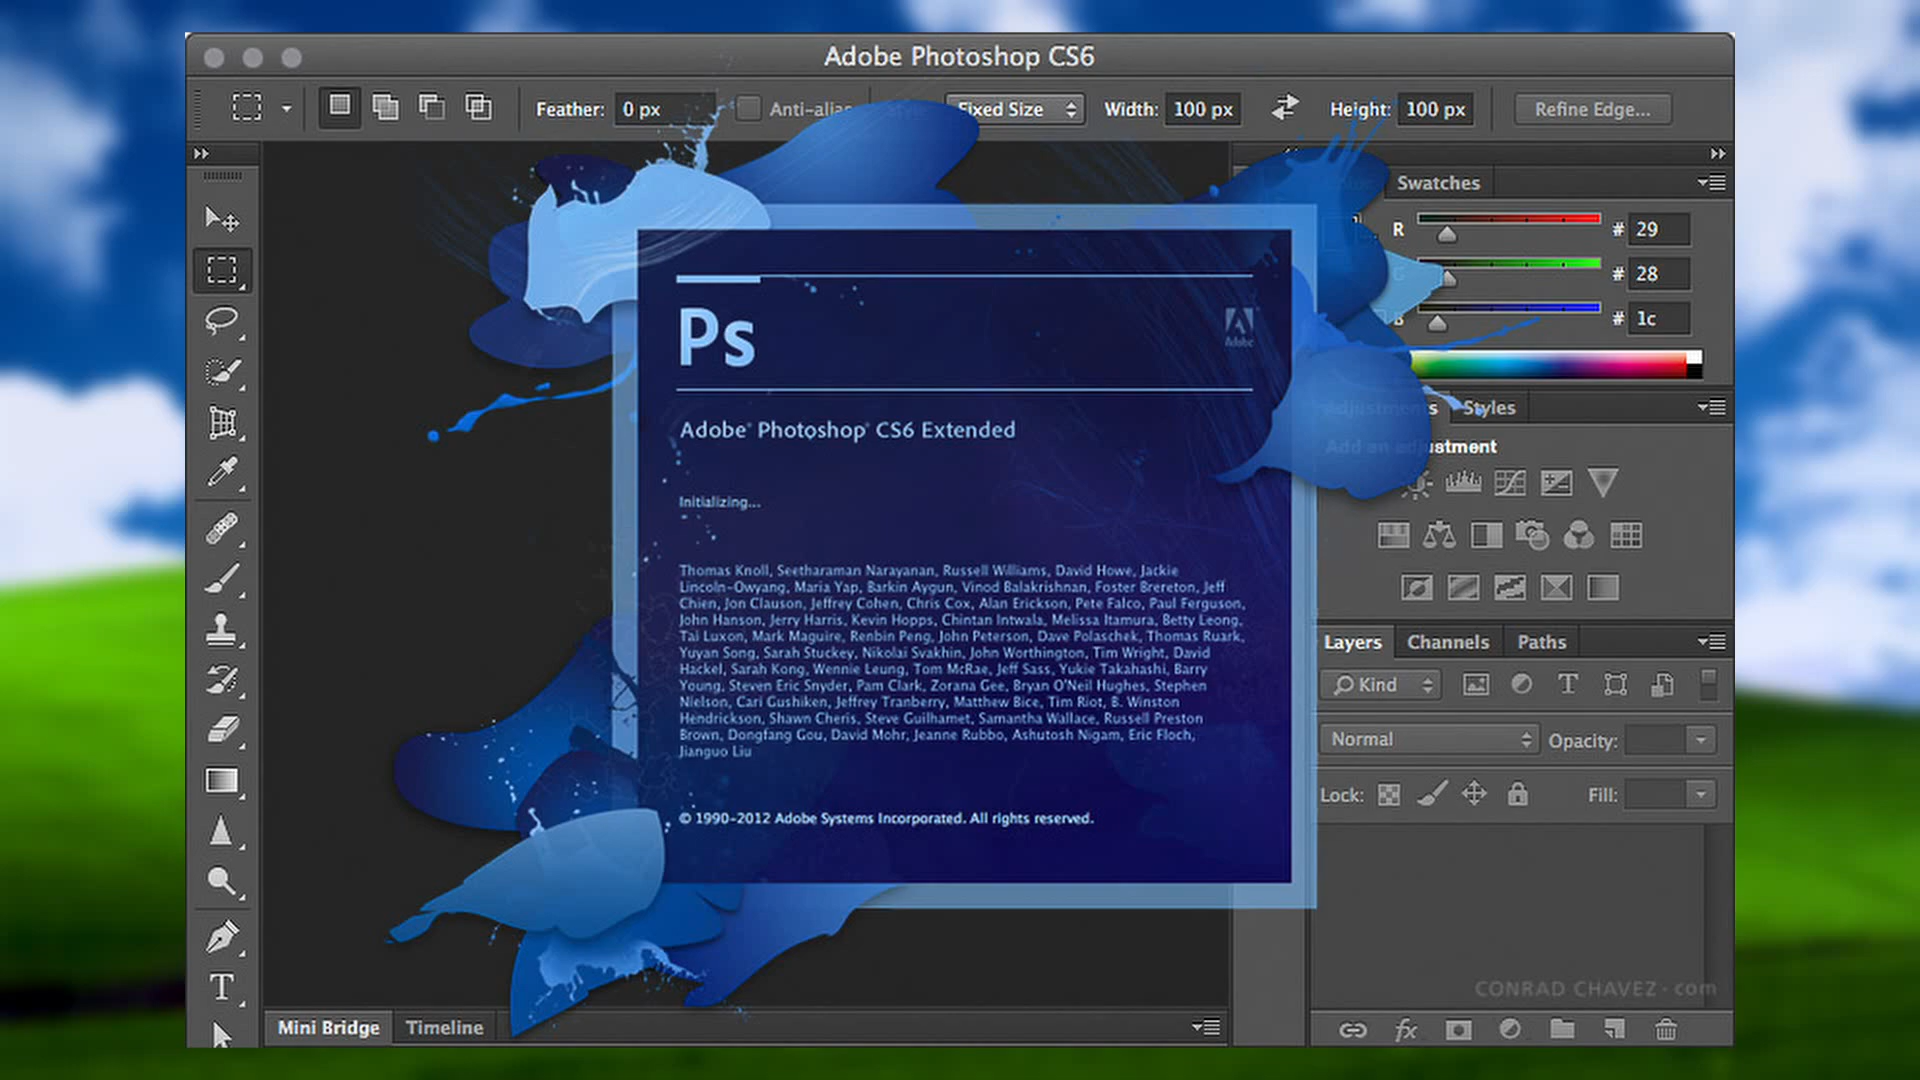 Adobe Photoshop CS6
Feather: 0 px Anti-alias Fixed Size Width: 100 px Height: 100 px Refine Edge...
Swatches
R # 29
# 28
B # 1c
Ps
Adobe
Adjustments Styles
Adobe® Photoshop® CS6 Extended
Add an adjustment
Initializing...
Thomas Knoll, Seetharaman Narayanan, Russell Williams, David Howe, Jackie
Lincoln-Owyang, Maria Yap, Barkin Aygun, Vinod Balakrishnan, Foster Brereton, Jeff
Chien, Jon Clauson, Jeffrey Cohen, Chris Cox, Alan Erickson, Pete Falco, Paul Ferguson,
John Hanson, Jerry Harris, Kevin Hopps, Chintan Intwala, Melissa Itamura, Betty Leong,
Tai Luxon, Mark Maguire, Renbin Peng, John Peterson, Dave Polaschek, Thomas Ruark,
Yuyan Song, Sarah Stuckey, Nikolai Svakhin, John Worthington, Tim Wright, David
Hackel, Sarah Kong, Wennie Leung, Tom McRae, Jeff Sass, Yukie Takahashi, Barry
Young, Steven Eric Snyder, Pam Clark, Zorana Gee, Bryan O'Neil Hughes, Stephen
Nielson, Cari Gushiken, Jeffrey Tranberry, Matthew Bice, Tim Riot, B. Winston
Hendrickson, Shawn Cheris, Steve Guilhamet, Samantha Wallace, Russell Preston
Brown, Dongfang Gou, David Mohr, Jeanne Rubbo, Ashutosh Nigam, Eric Floch,
Jianguo Liu
© 1990-2012 Adobe Systems Incorporated. All rights reserved.
Layers Channels Paths
Kind
Normal Opacity:
Lock: Fill:
CONRAD CHAVEZ·com
Mini Bridge Timeline
fx